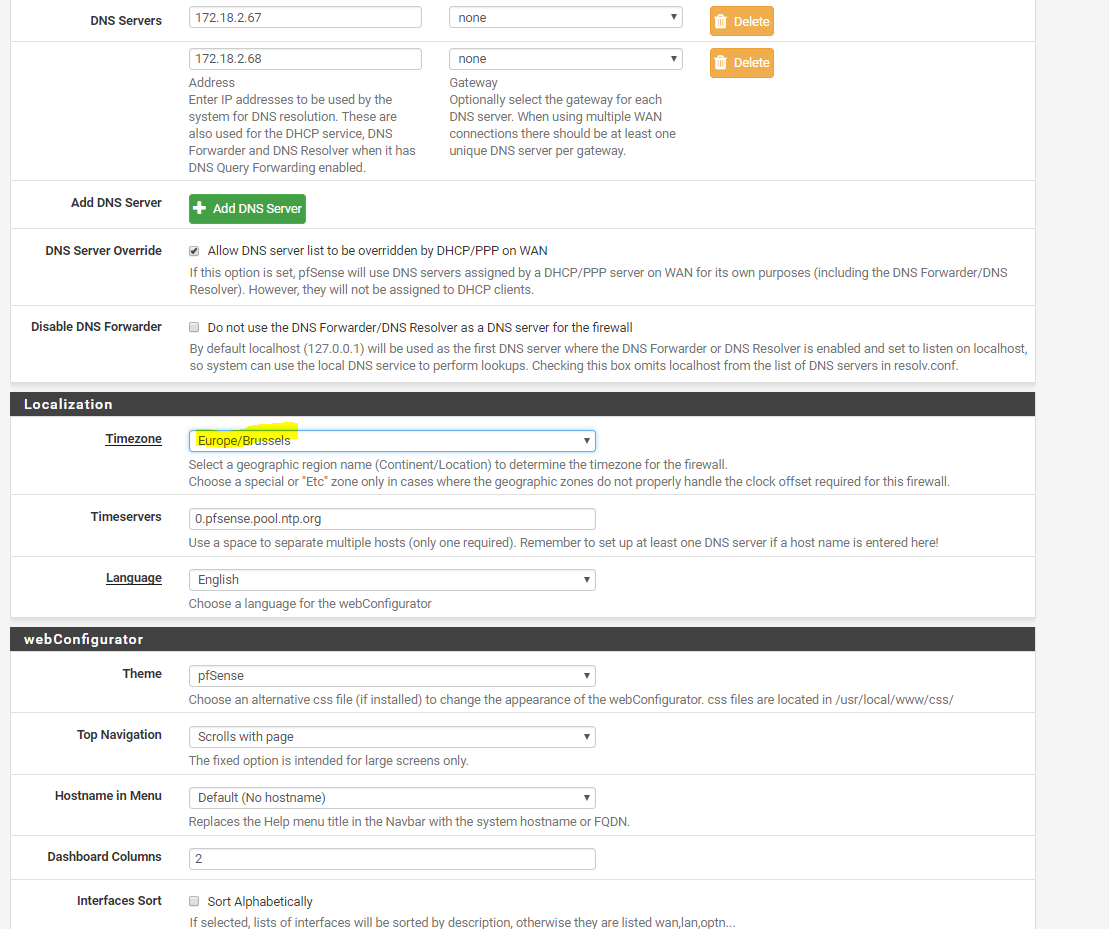 DNS Servers 172.18.2.67 none Delete
172.18.2.68 none Delete
Address Gateway
Enter IP addresses to be used by the
system for DNS resolution. These are
also used for the DHCP service, DNS
Forwarder and DNS Resolver when it has
DNS Query Forwarding enabled.
Optionally select the gateway for each
DNS server. When using multiple WAN
connections there should be at least one
unique DNS server per gateway.
Add DNS Server Add DNS Server
DNS Server Override Allow DNS server list to be overridden by DHCP/PPP on WAN
If this option is set, pfSense will use DNS servers assigned by a DHCP/PPP server on WAN for its own purposes (including the DNS Forwarder/DNS
Resolver). However, they will not be assigned to DHCP clients.
Disable DNS Forwarder Do not use the DNS Forwarder/DNS Resolver as a DNS server for the firewall
By default localhost (127.0.0.1) will be used as the first DNS server where the DNS Forwarder or DNS Resolver is enabled and set to listen on localhost,
so system can use the local DNS service to perform lookups. Checking this box omits localhost from the list of DNS servers in resolv.conf.
Localization
Timezone Europe/Brussels
Select a geographic region name (Continent/Location) to determine the timezone for the firewall.
Choose a special or "Etc" zone only in cases where the geographic zones do not properly handle the clock offset required for this firewall.
Timeservers 0.pfsense.pool.ntp.org
Use a space to separate multiple hosts (only one required). Remember to set up at least one DNS server if a host name is entered here!
Language English
Choose a language for the webConfigurator
webConfigurator
Theme pfSense
Choose an alternative css file (if installed) to change the appearance of the webConfigurator. css files are located in /usr/local/www/css/
Top Navigation Scrolls with page
The fixed option is intended for large screens only.
Hostname in Menu Default (No hostname)
Replaces the Help menu title in the Navbar with the system hostname or FQDN.
Dashboard Columns 2
Interfaces Sort Sort Alphabetically
If selected, lists of interfaces will be sorted by description, otherwise they are listed wan,lan,optn...